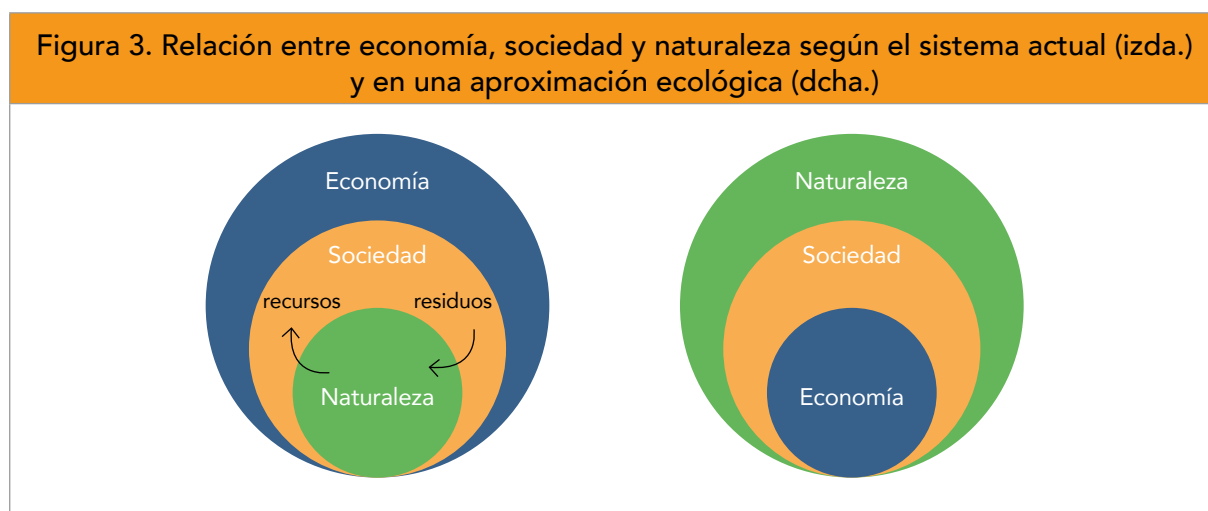 Figura 3. Relación entre economía, sociedad y naturaleza según el sistema actual (izda.)
y en una aproximación ecológica (dcha.)
Economía
Sociedad
recursos
residuos
Naturaleza
Naturaleza
Sociedad
Economía